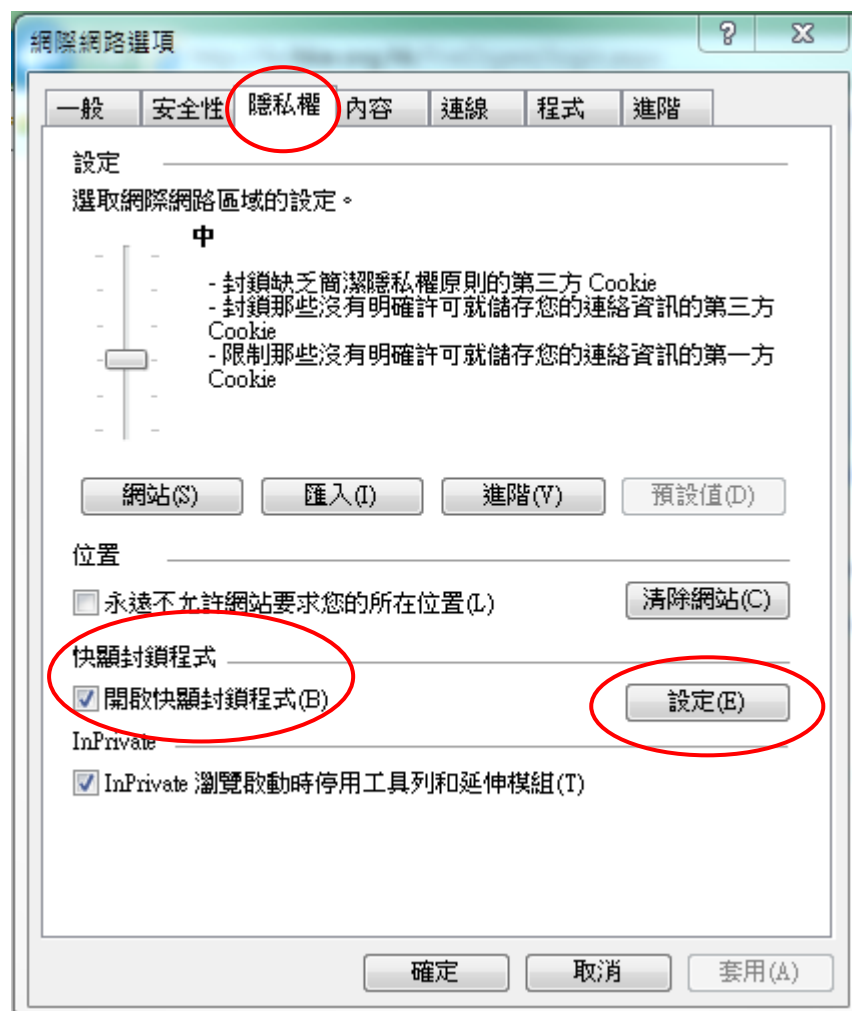 網際網路選項
一般 安全性 隱私權 內容 連線 程式 進階
設定
選取網際網路區域的設定。
中
- 封鎖缺乏簡潔隱私權原則的第三方 Cookie
- 封鎖那些沒有明確許可就儲存您的連絡資訊的第三方
Cookie
- 限制那些沒有明確許可就儲存您的連絡資訊的第一方
Cookie
網站(S) 匯入(I) 進階(V) 預設值(D)
位置
永遠不允許網站要求您的所在位置(L) 清除網站(C)
快顯封鎖程式
開啟快顯封鎖程式(B) 設定(E)
InPrivate
InPrivate 瀏覽啟動時停用工具列和延伸模組(T)
確定 取消 套用(A)